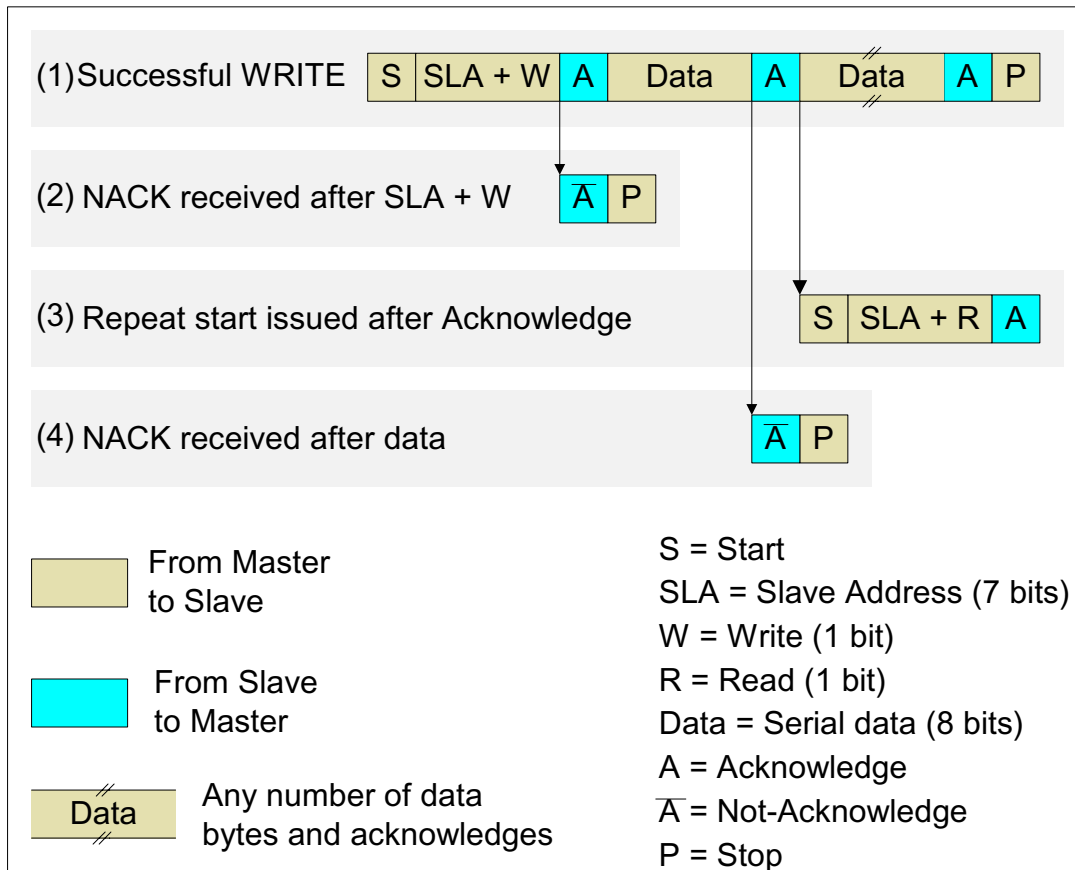 (1) Successful WRITE S SLA + W A Data A Data A P
(2) NACK received after SLA + W A̅ P
(3) Repeat start issued after Acknowledge S SLA + R A
(4) NACK received after data A̅ P
From Master
to Slave
From Slave
to Master
Data
Any number of data
bytes and acknowledges
S = Start
SLA = Slave Address (7 bits)
W = Write (1 bit)
R = Read (1 bit)
Data = Serial data (8 bits)
A = Acknowledge
A̅ = Not-Acknowledge
P = Stop